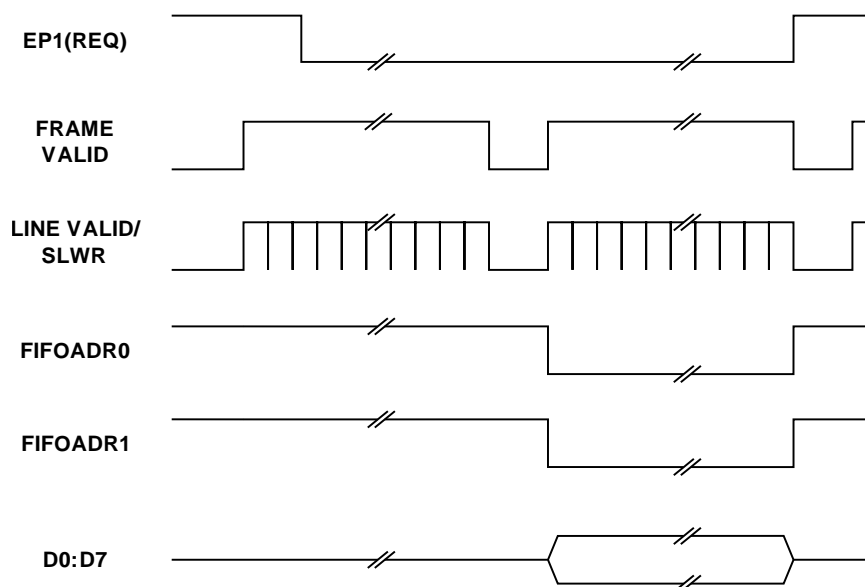 EP1(REQ)
FRAME
VALID
LINE VALID/
SLWR
FIFOADR0
FIFOADR1
D0:D7